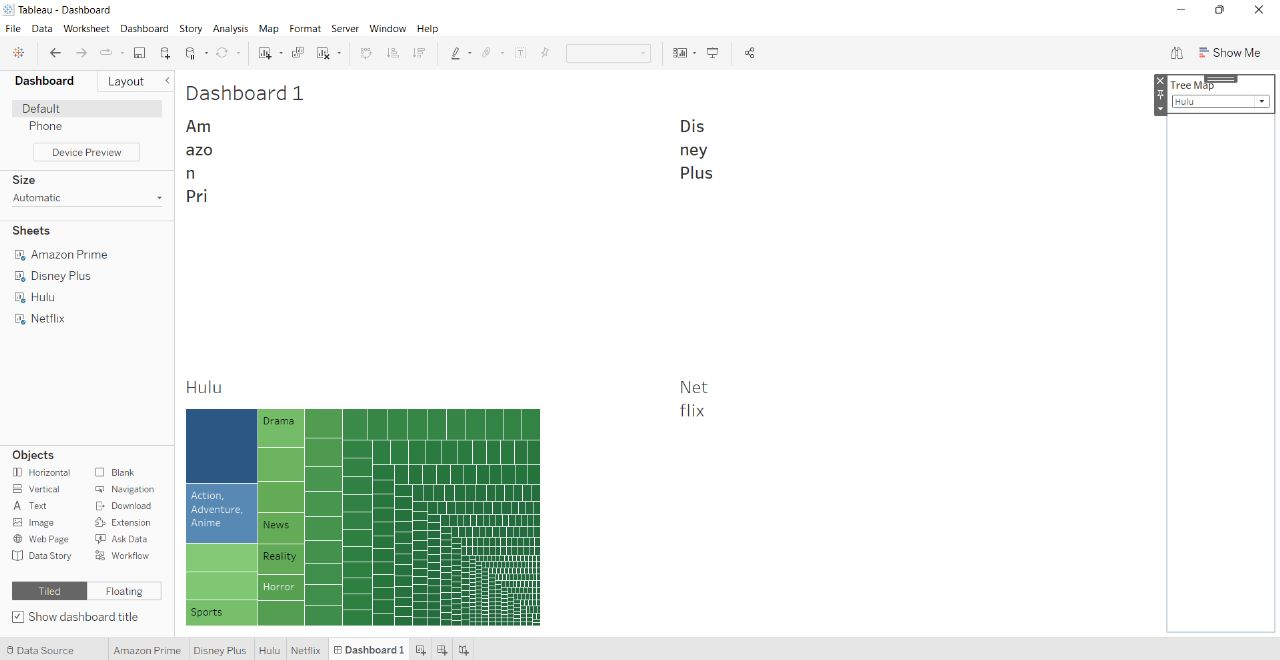 Tableau - Dashboard
File Data Worksheet Dashboard Story Analysis Map Format Server Window Help
Show Me
Dashboard Layout
Default
Phone
Device Preview
Size
Automatic
Sheets
Amazon Prime
Disney Plus
Hulu
Netflix
Objects
Horizontal Blank
Vertical Navigation
Text Download
Image Extension
Web Page Ask Data
Data Story Workflow
Tiled Floating
Show dashboard title
Dashboard 1
Am
azo
n
Pri
Dis
ney
Plus
Hulu
Drama
Action,
Adventure,
Anime
News
Reality
Horror
Sports
Net
flix
Tree Map
Hulu
Data Source Amazon Prime Disney Plus Hulu Netflix Dashboard 1